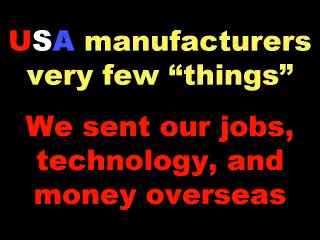 USA manufacturers
very few “things”
We sent our jobs,
technology, and
money overseas